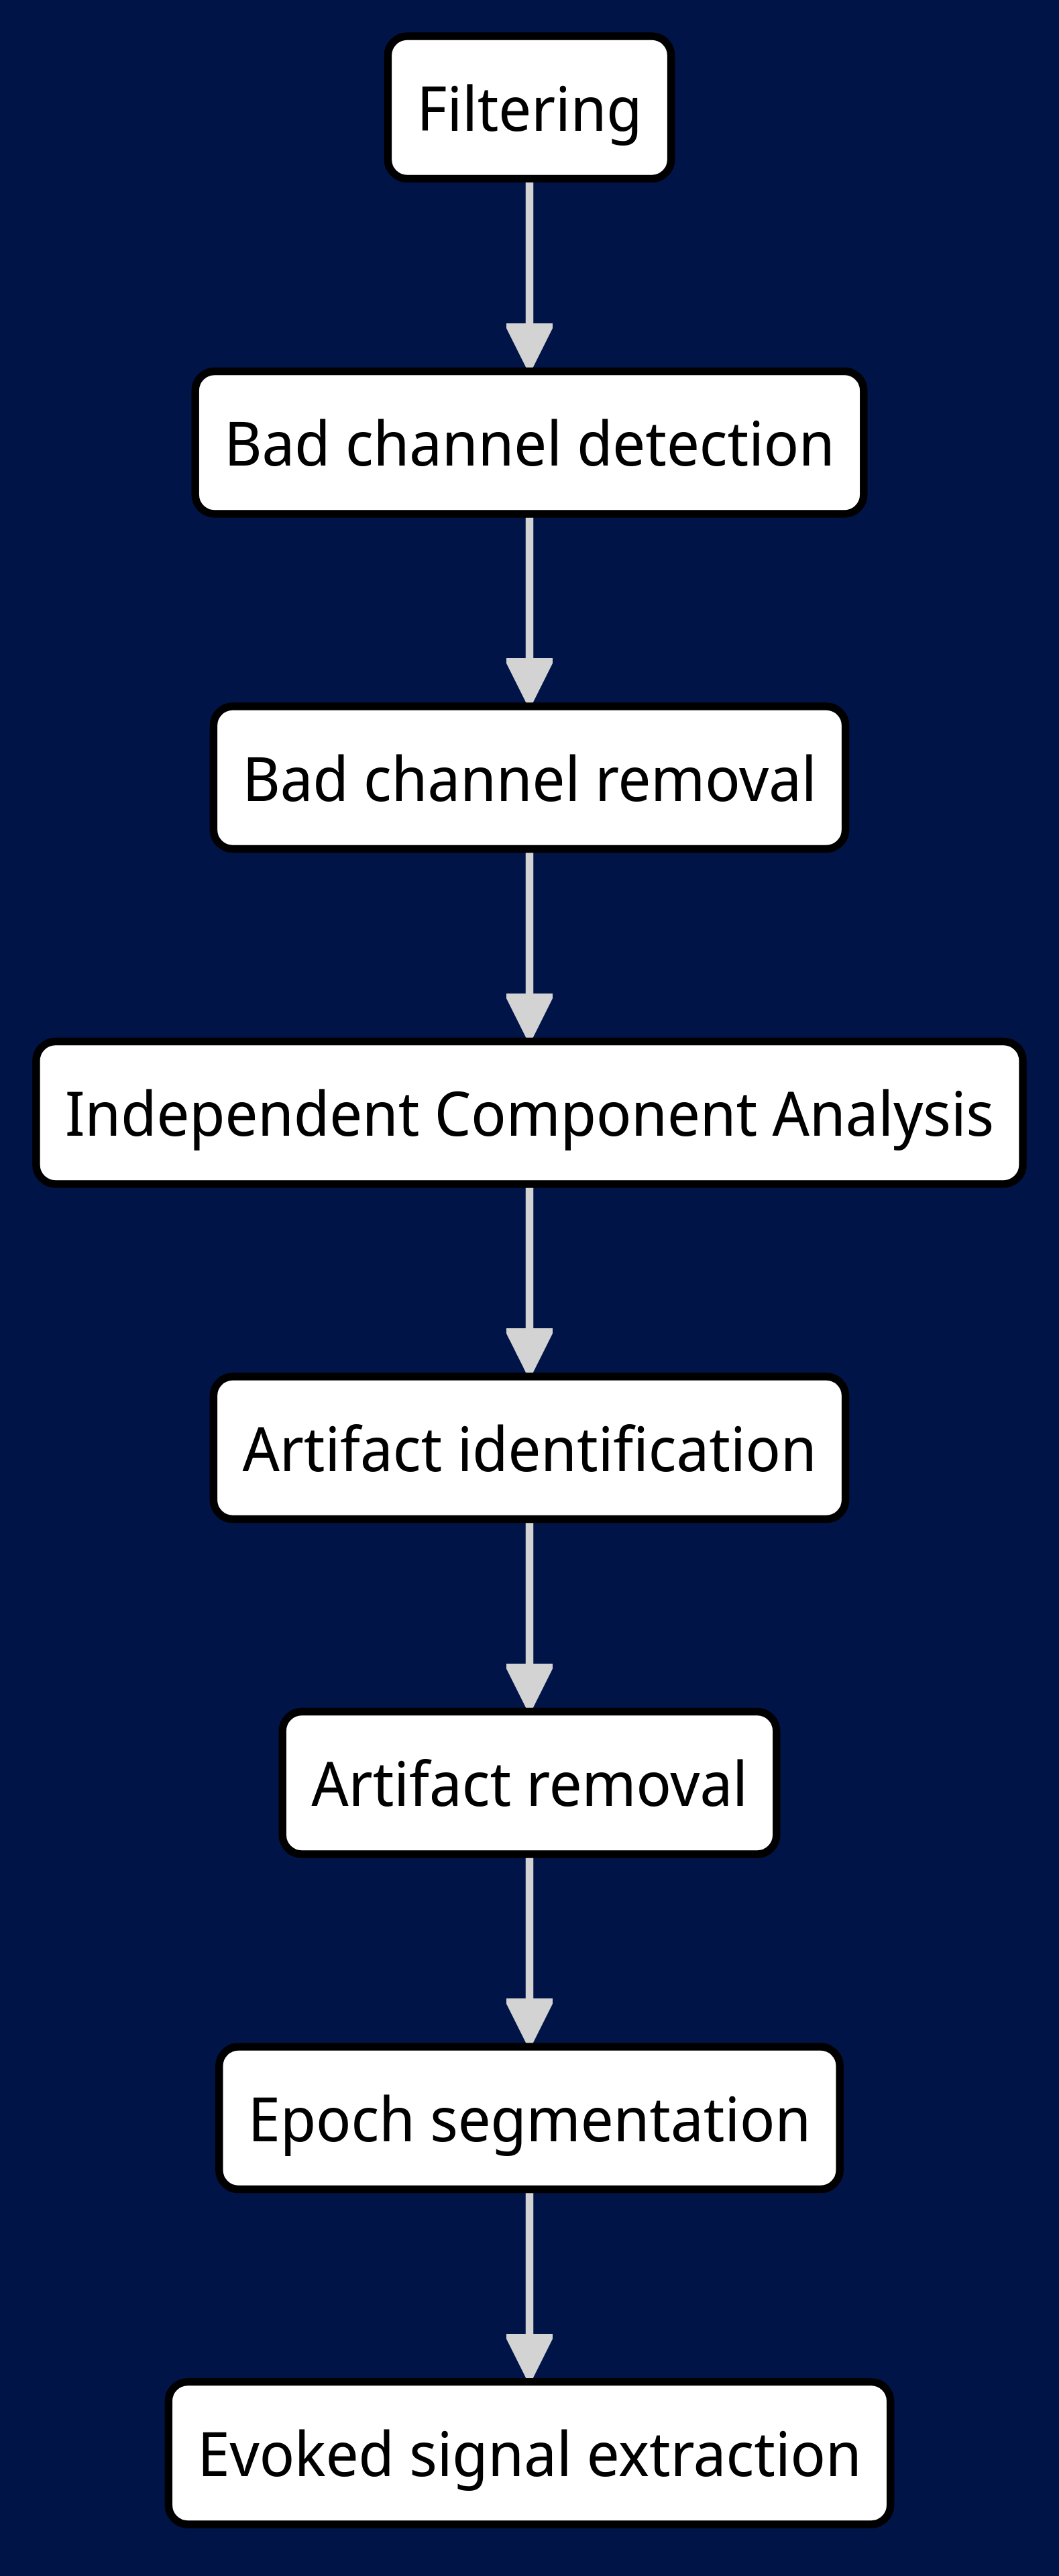 Filtering
Bad channel detection
Bad channel removal
Independent Component Analysis
Artifact identification
Artifact removal
Epoch segmentation
Evoked signal extraction